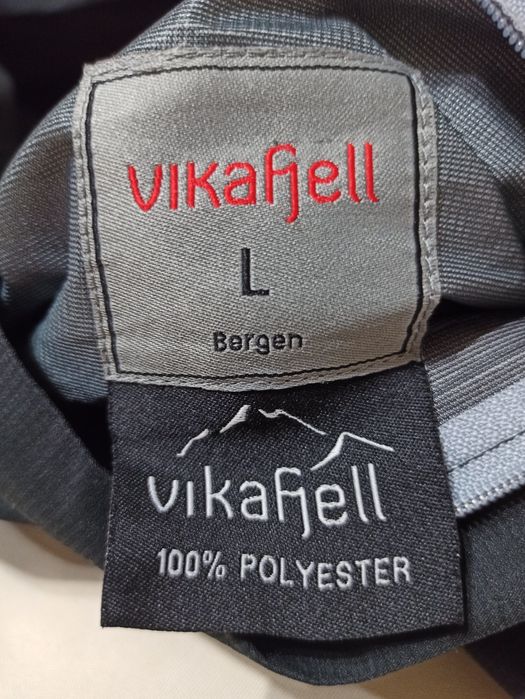 vikafjell
L
Bergen
vikafjell
100% POLYESTER